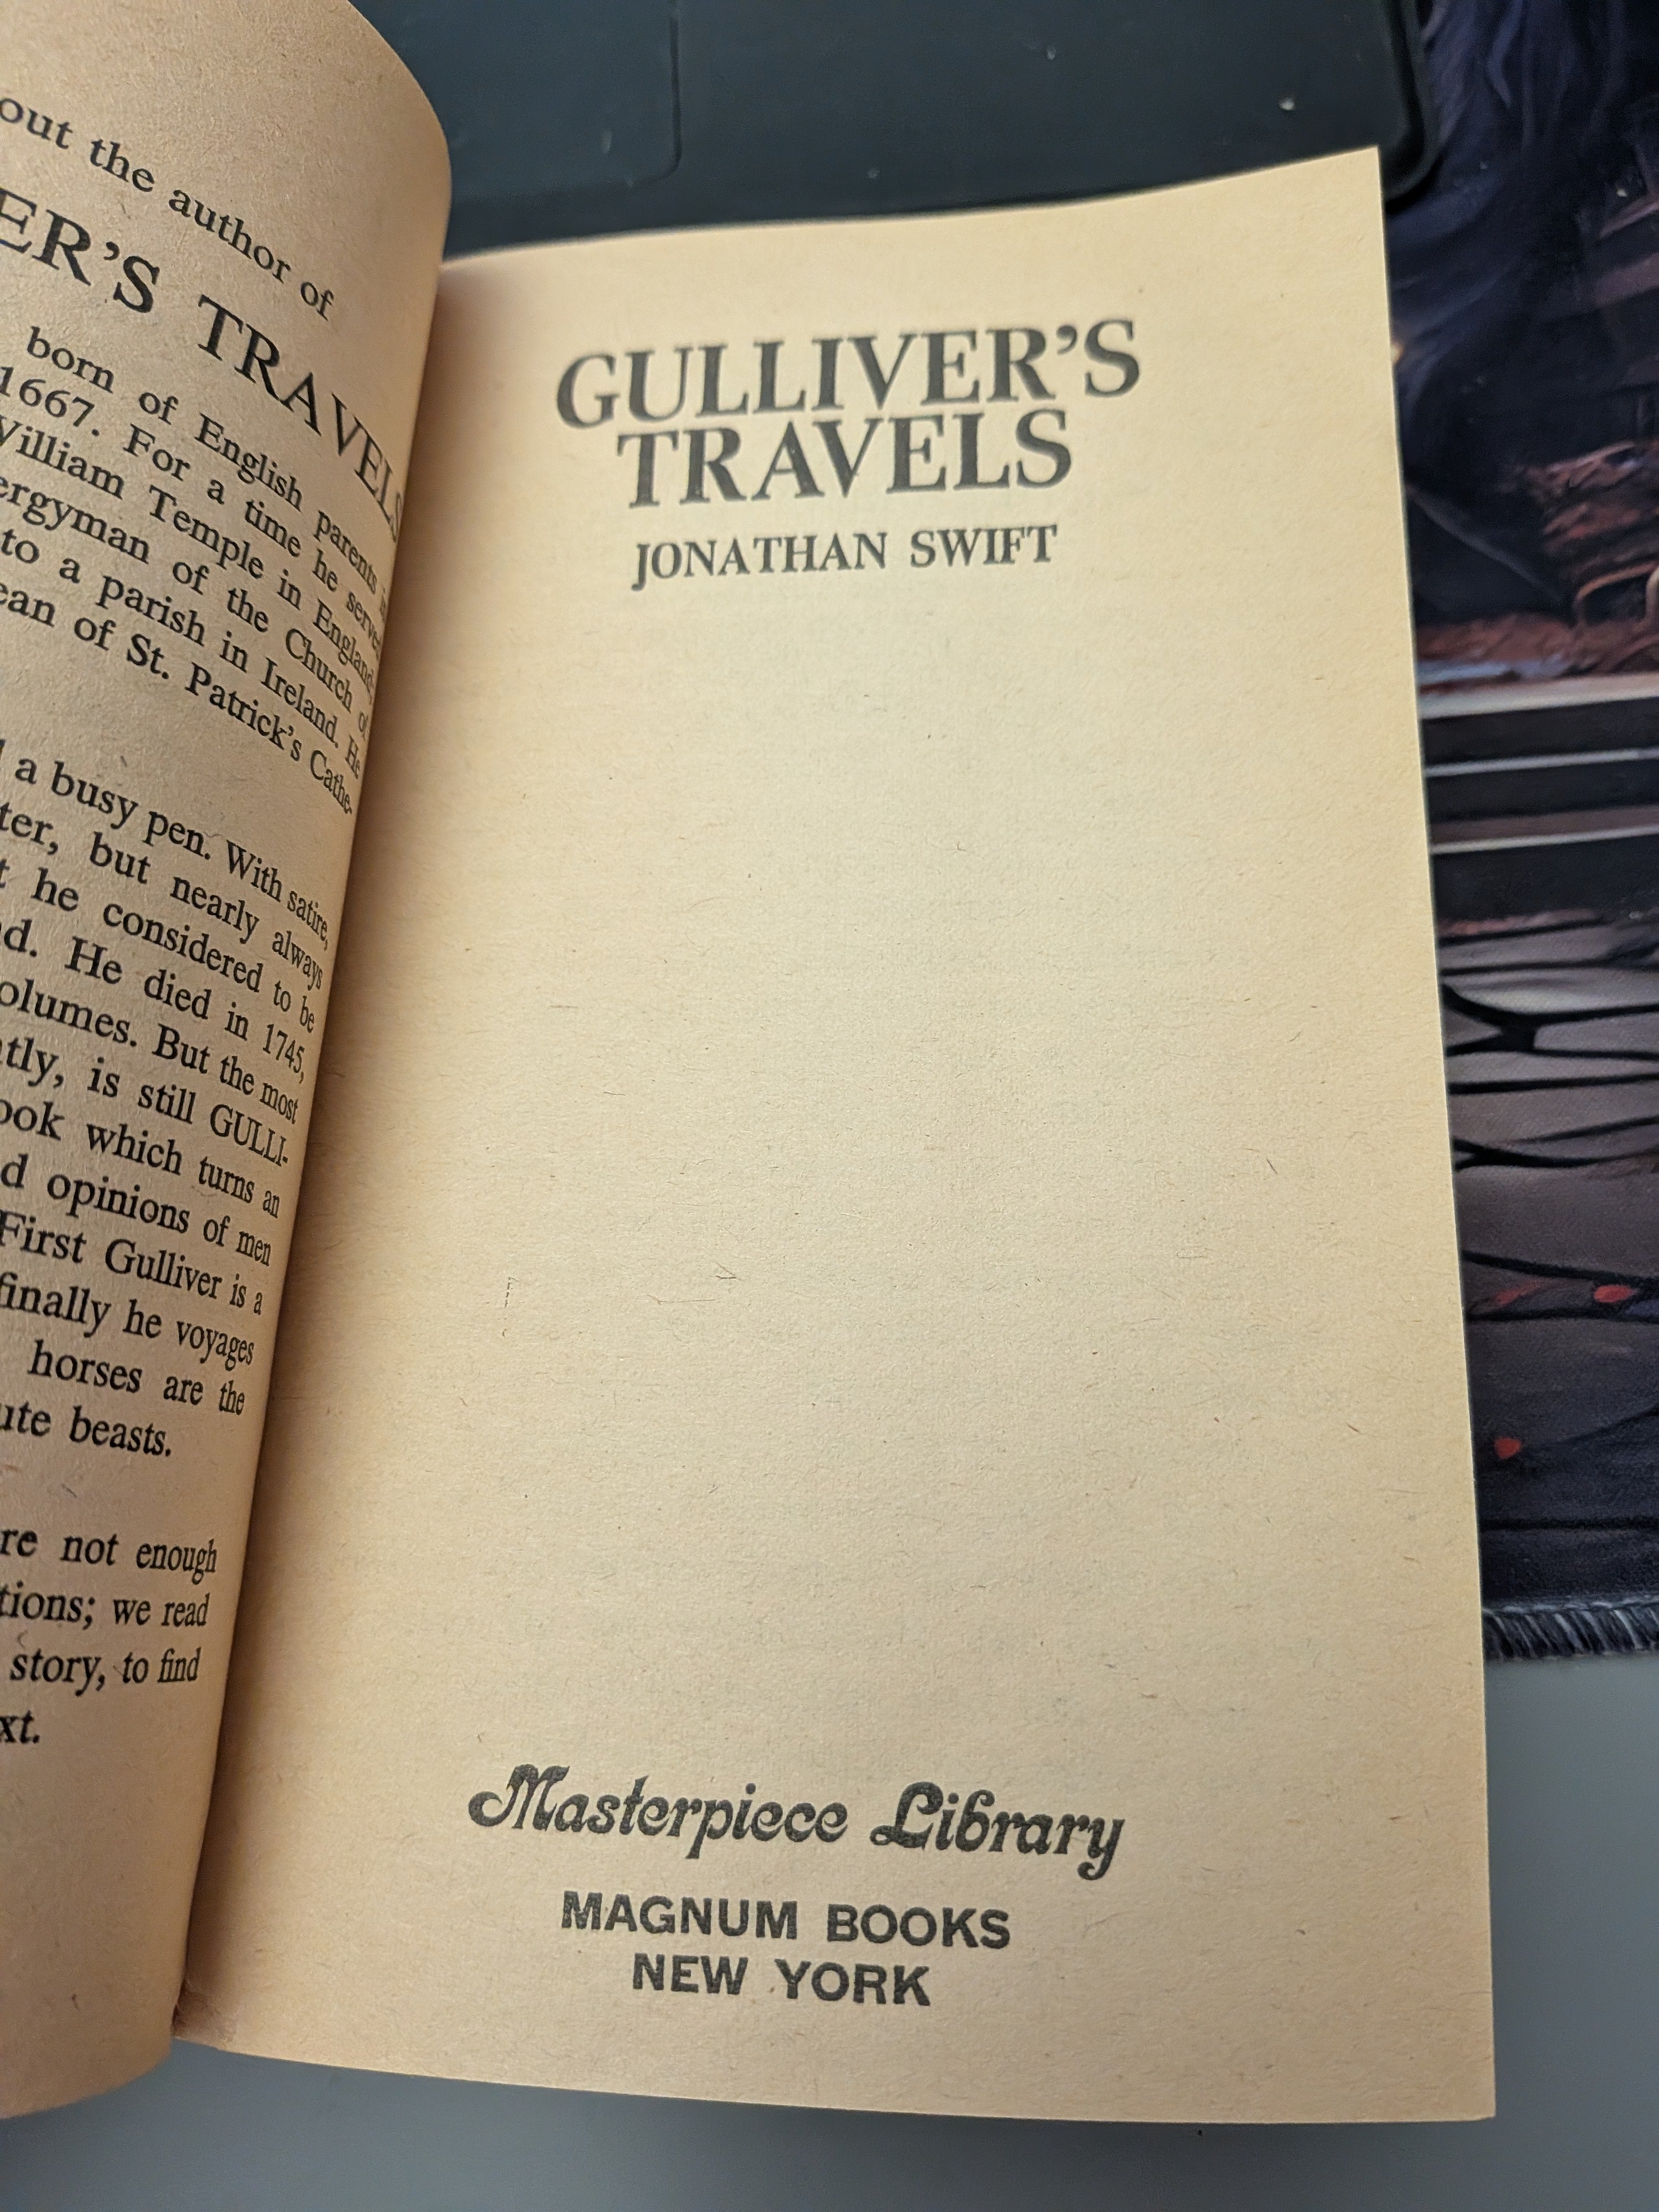 out the author of
ER'S TRAVELS
born of English parents
1667. For a time he
William Temple in England,
ergyman of the Church
to a parish in Ireland. He
ean of St. Patrick's Cathe-
a busy pen. With satire,
ter, but nearly always
t he considered to be
d. He died in 1745,
olumes. But the most
tly, is still GULLI-
ook which turns an
d opinions of men
First Gulliver is a
finally he voyages
horses are the
ute beasts.
re not enough
tions; we read
story, to find
xt.
GULLIVER'S
TRAVELS
JONATHAN SWIFT
Masterpiece Library
MAGNUM BOOKS
NEW YORK